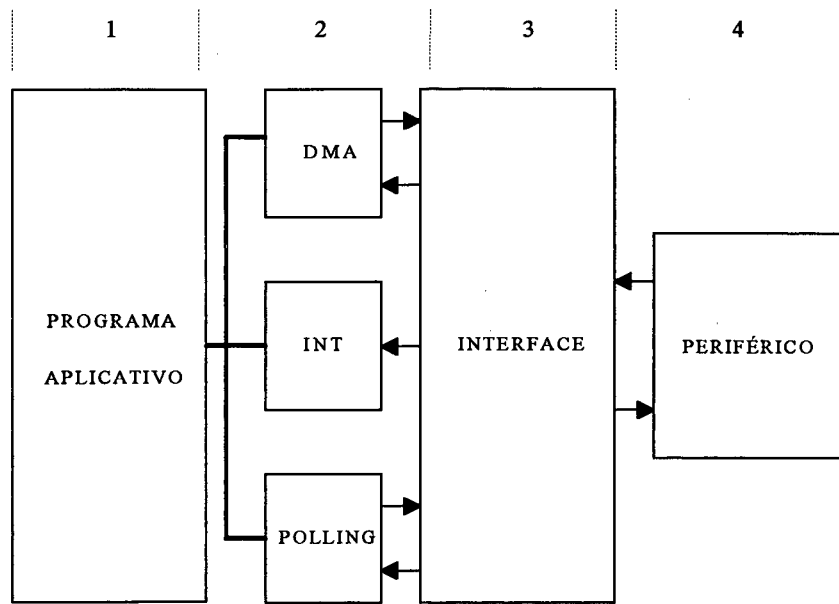 1 2 3 4
DMA
PROGRAMA
APLICATIVO
INT
INTERFACE
PERIFÉRICO
POLLING